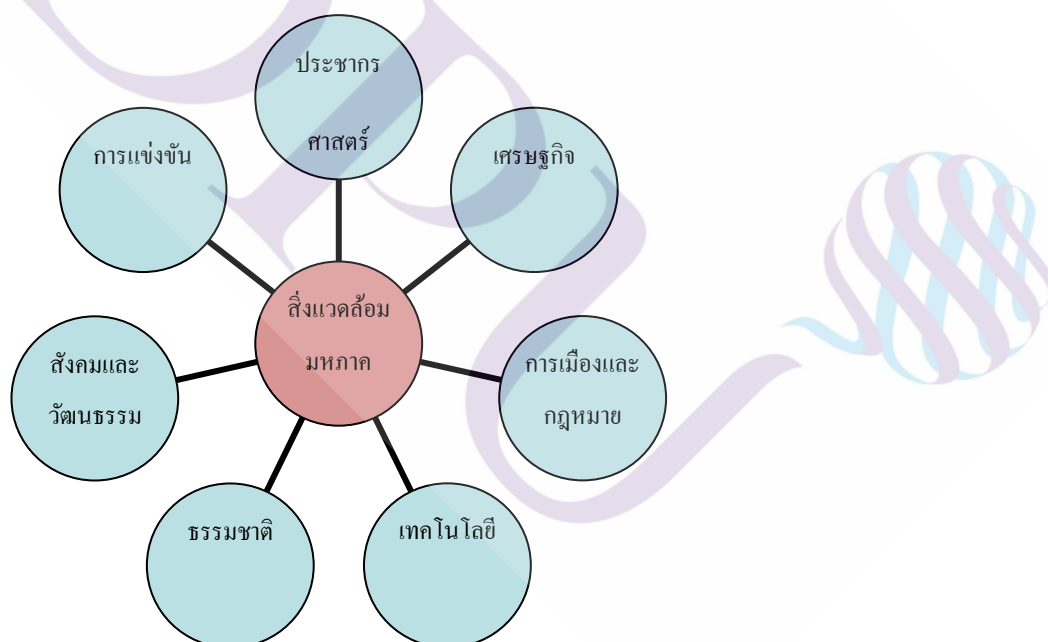 ประชากร
ศาสตร์
การแข่งขัน
เศรษฐกิจ
สิ่งแวดล้อม
มหภาค
สังคมและ
วัฒนธรรม
การเมืองและ
กฎหมาย
ธรรมชาติ
เทคโนโลยี